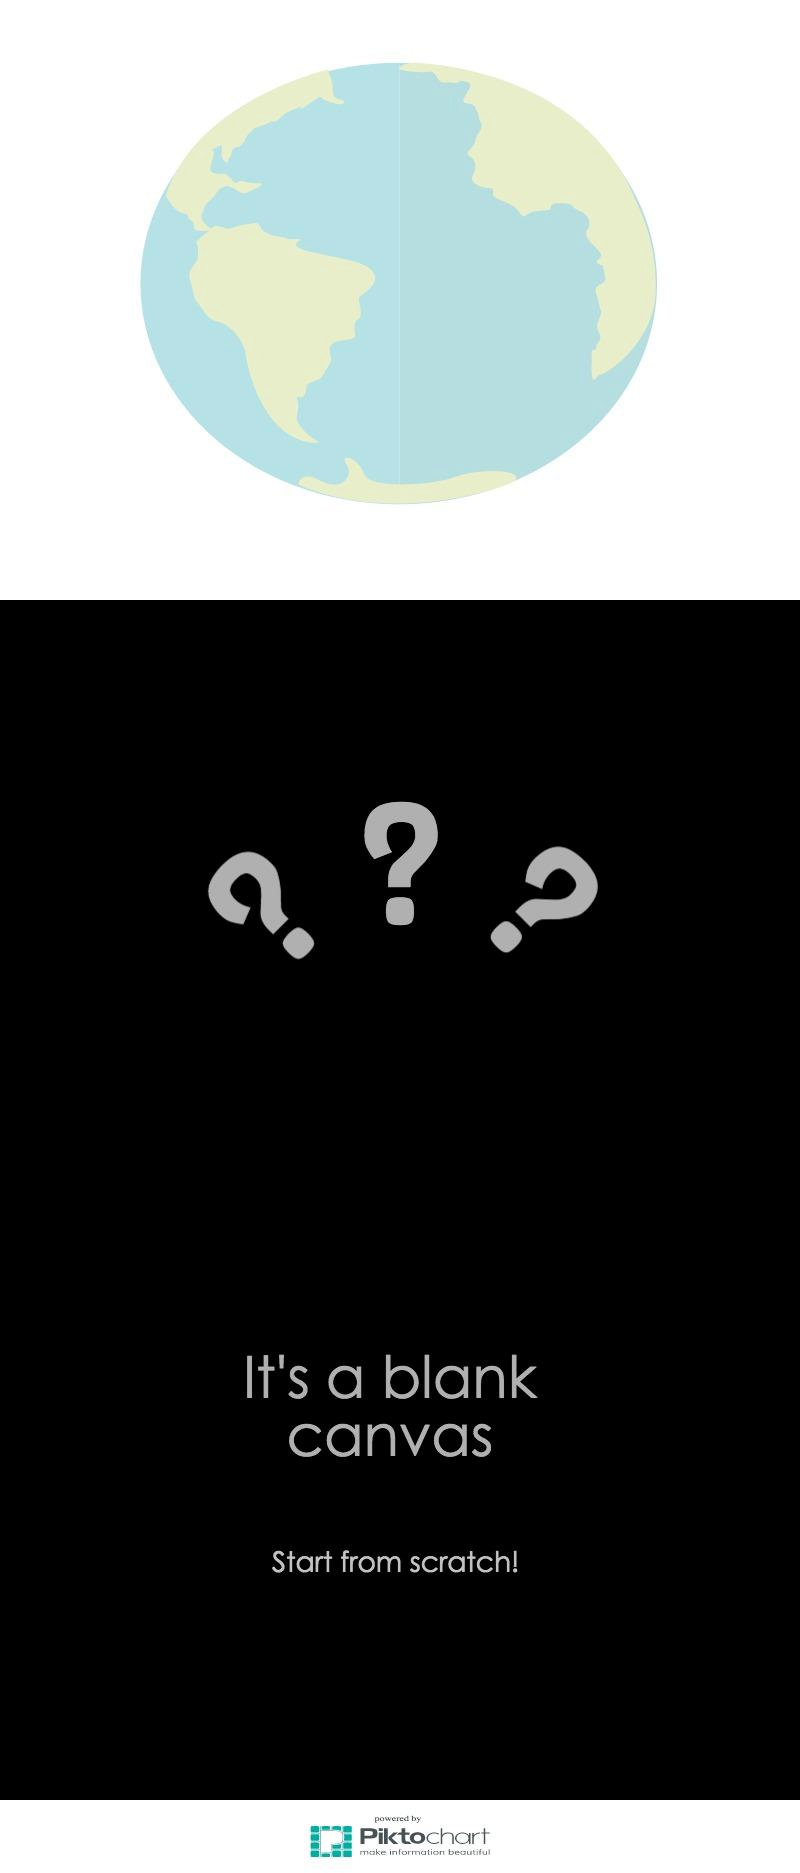 ? ? ?
It's a blank
canvas
Start from scratch!
powered by
Piktochart
make information beautiful